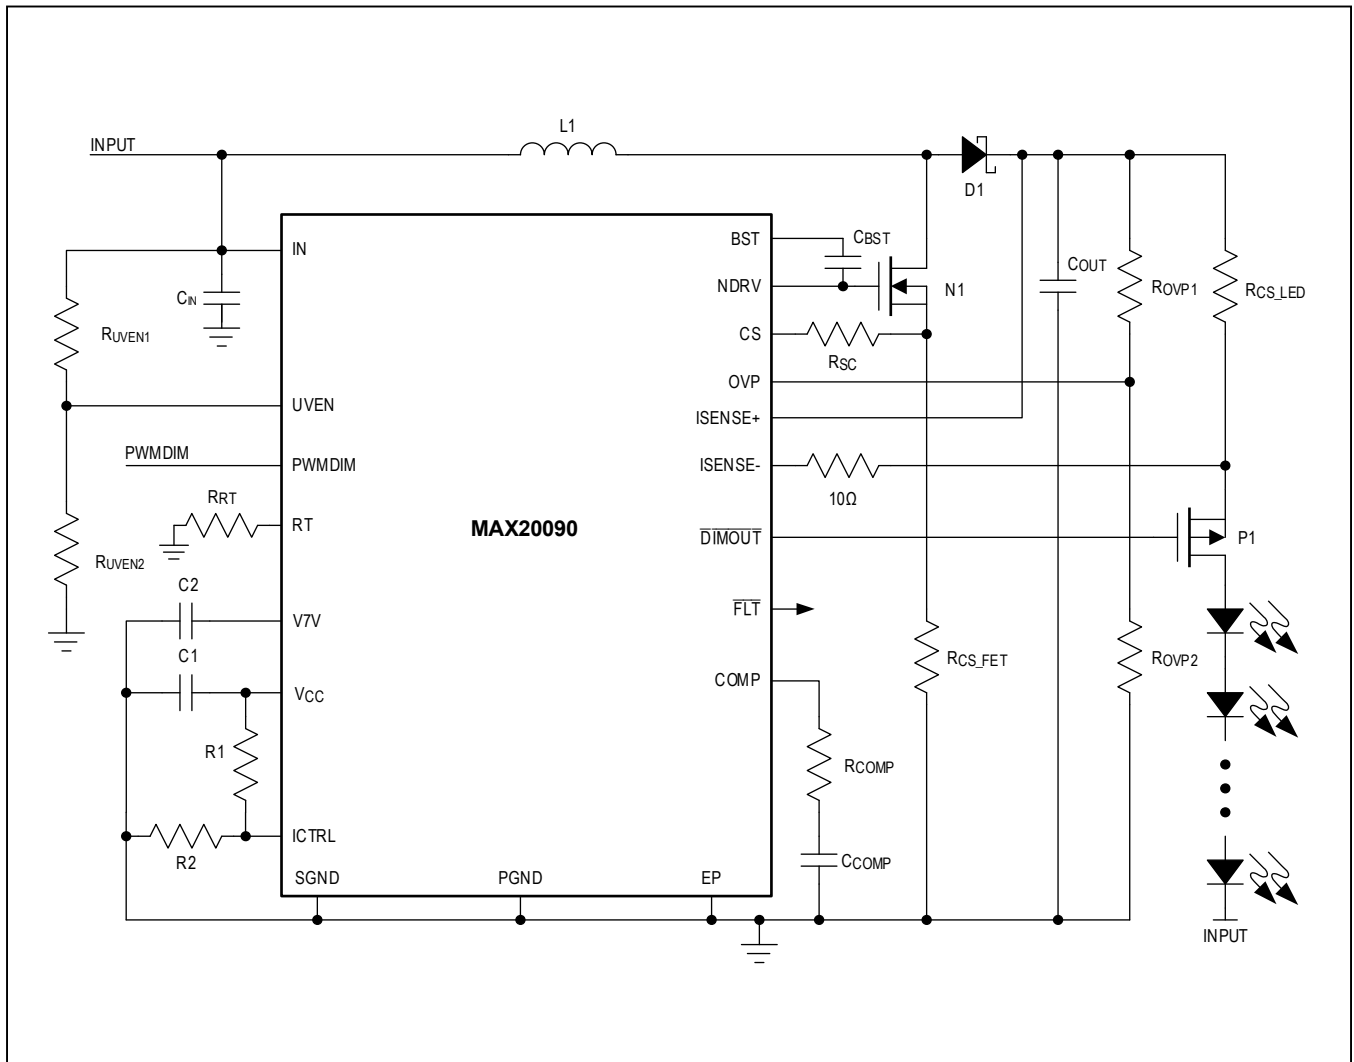 L1
INPUT
D1
IN
BST
CBST
COUT
CIN
NDRV
N1
ROVP1
RCS_LED
RUVEN1
CS
RSC
OVP
UVEN
ISENSE+
PWMDIM
PWMDIM
ISENSE-
10Ω
RRT
RT
MAX20090
DIMOUT
P1
RUVEN2
C2
V7V
FLT
C1
RCS_FET
ROVP2
VCC
COMP
R1
RCOMP
ICTRL
R2
CCOMP
SGND
PGND
EP
INPUT